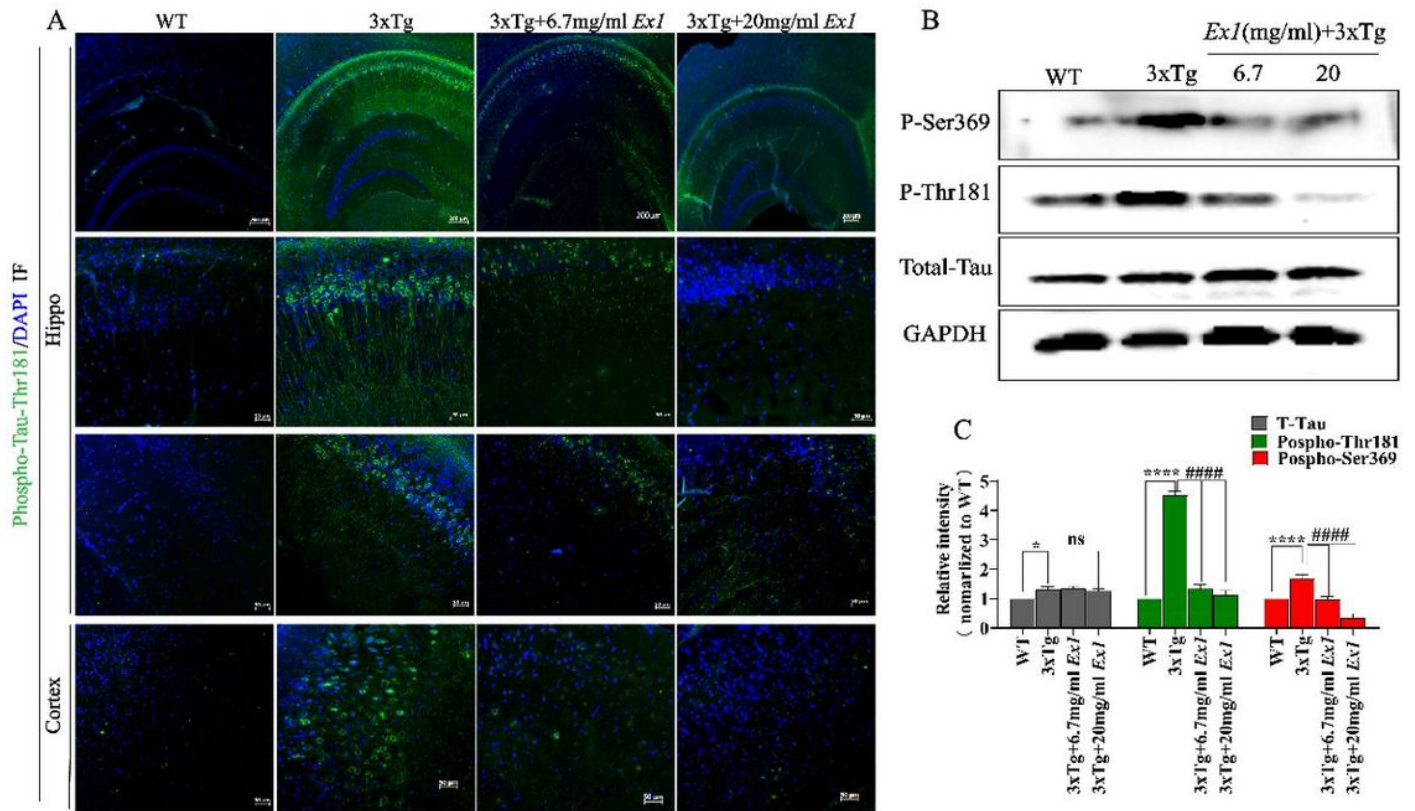 A
WT
3xTg
3xTg+6.7mg/ml Ex1
3xTg+20mg/ml Ex1
Phospho-Tau-Thr181/DAPI IF
Hippo
Cortex
200μm
50 μm
B
Ex1(mg/ml)+3xTg
WT
3xTg
6.7
20
P-Ser369
P-Thr181
Total-Tau
GAPDH
C
T-Tau
Pospho-Thr181
Pospho-Ser369
Relative intensity
( nomarlized to WT )
5
4
3
2
1
0
*
ns
****
####
****
####
WT
3xTg
3xTg+6.7mg/ml Ex1
3xTg+20mg/ml Ex1
WT
3xTg
3xTg+6.7mg/ml Ex1
3xTg+20mg/ml Ex1
WT
3xTg
3xTg+6.7mg/ml Ex1
3xTg+20mg/ml Ex1